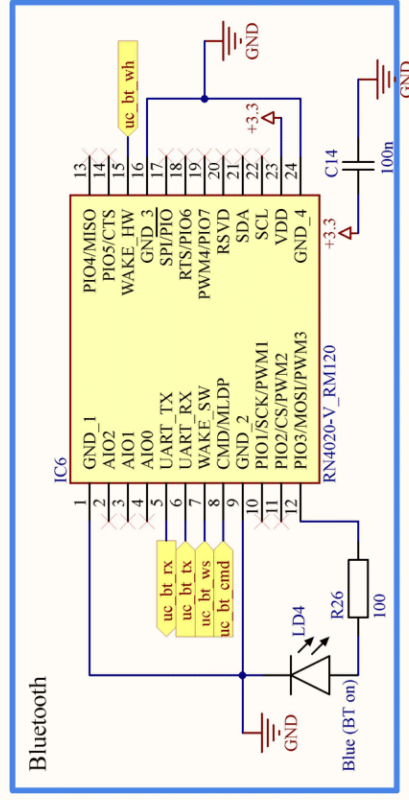 Bluetooth
IC6
1 GND_1
2 AIO2
3 AIO1
4 AIO0
5 UART_TX
6 UART_RX
7 WAKE_SW
8 CMD/MLDP
9 GND_2
10 PIO1/SCK/PWM1
11 PIO2/CS/PWM2
12 PIO3/MOSI/PWM3
PIO4/MISO 13
PIO5/CTS 14
WAKE_HW 15
GND_3 16
SPI/PIO 17
RTS/PIO6 18
PWM4/PIO7 19
RSVD 20
SDA 21
SCL 22
VDD 23
GND_4 24
RN4020-V_RM120
uc_bt_rx
uc_bt_tx
uc_bt_ws
uc_bt_cmd
uc_bt_wh
GND
+3.3
GND
LD4
Blue (BT on)
R26
100
+3.3
C14
100n
GND